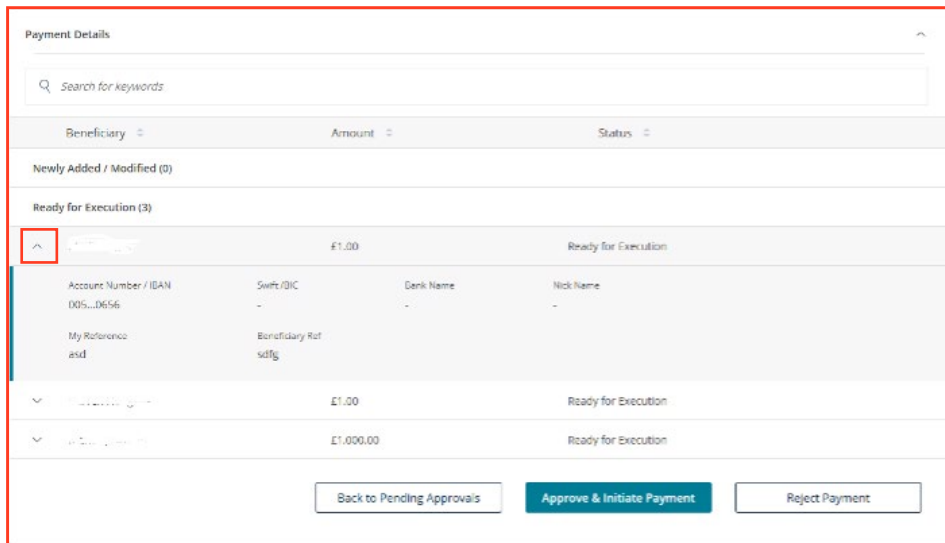 Payment Details
Search for keywords
Beneficiary Amount Status
Newly Added / Modified (0)
Ready for Execution (3)
£1.00 Ready for Execution
Account Number / IBAN Swift /BIC Bank Name Nick Name
005...0656 - - -
My Reference Beneficiary Ref
asd sdfg
£1.00 Ready for Execution
£1,000.00 Ready for Execution
Back to Pending Approvals Approve & Initiate Payment Reject Payment